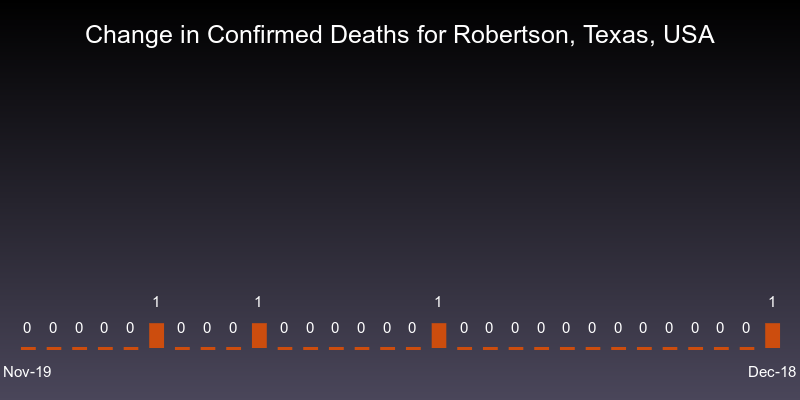 Change in Confirmed Deaths for Robertson, Texas, USA
1 1 1 1
0 0 0 0 0 0 0 0 0 0 0 0 0 0 0 0 0 0 0 0 0 0 0 0 0 0
Nov-19 Dec-18